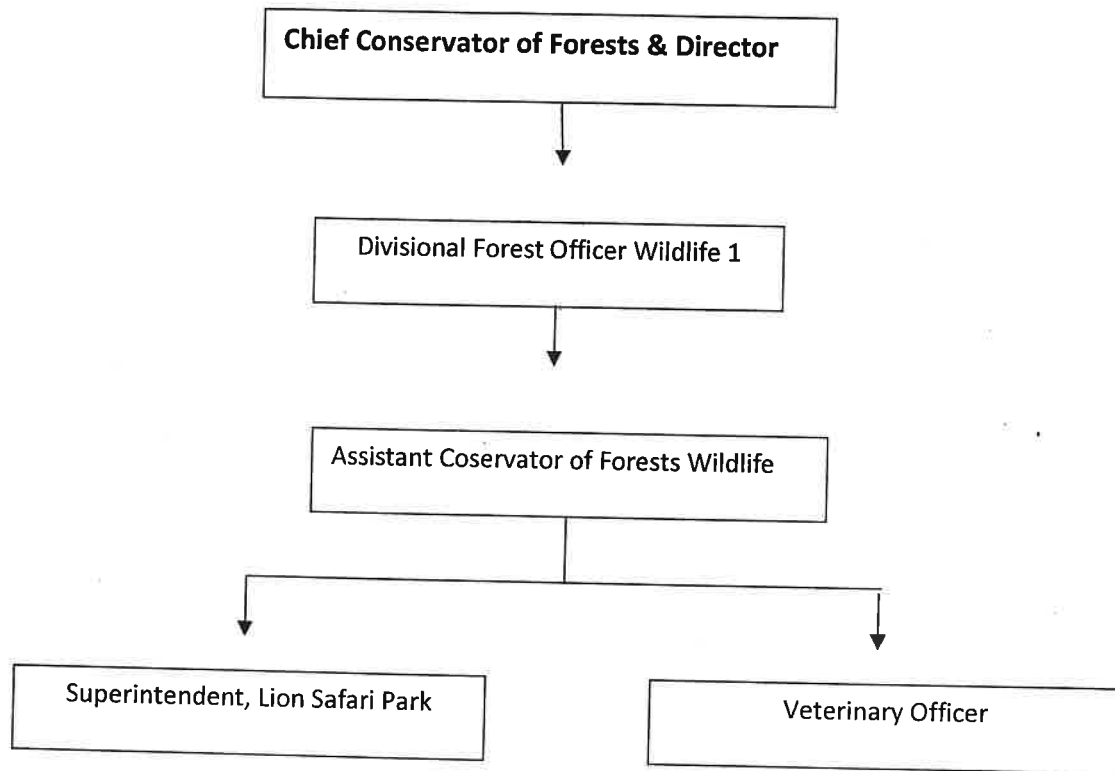 Chief Conservator of Forests & Director
Divisional Forest Officer Wildlife 1
Assistant Coservator of Forests Wildlife
Superintendent, Lion Safari Park
Veterinary Officer